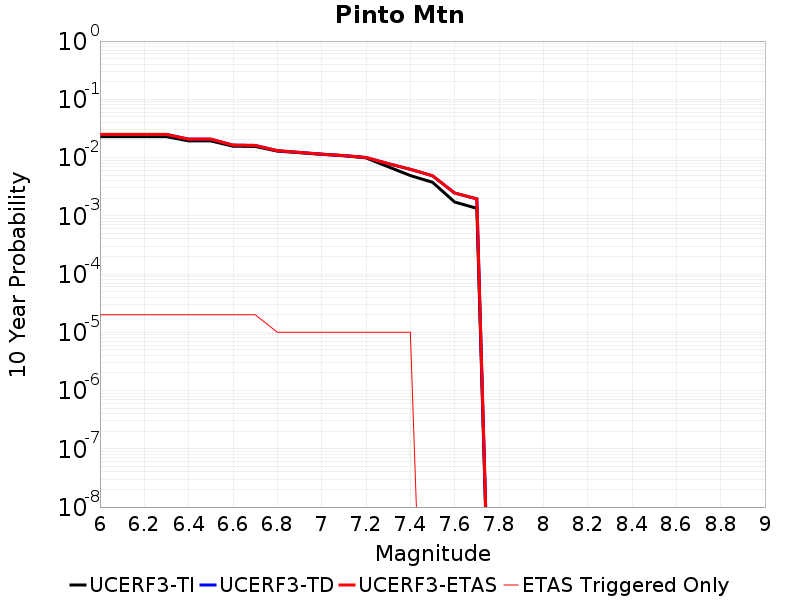 Pinto Mtn
10 Year Probability
10^0
10^-1
10^-2
10^-3
10^-4
10^-5
10^-6
10^-7
10^-8
6 6.2 6.4 6.6 6.8 7 7.2 7.4 7.6 7.8 8 8.2 8.4 8.6 8.8 9
Magnitude
UCERF3-TI UCERF3-TD UCERF3-ETAS ETAS Triggered Only